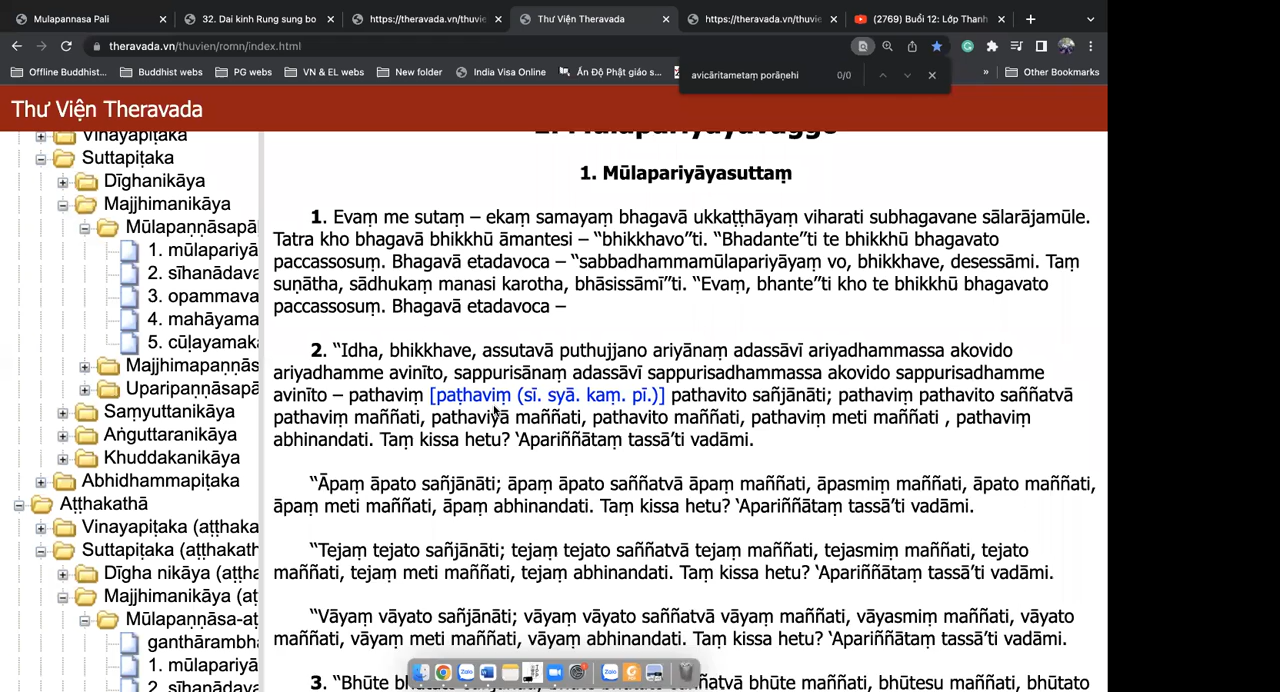 Mulapannasa Pali
32. Dai kinh Rung sung bo
https://theravada.vn/thuvie
Thư Viện Theravada
https://theravada.vn/thuvie
(2769) Buổi 12: Lớp Thanh
theravada.vn/thuvien/romn/index.html
Offline Buddhist...
Buddhist webs
PG websites
VN & EL webs
New folder
India Visa Online
Ấn Độ Phật giáo s...
»
Other Bookmarks
avicāritametaṃ porāṇehi
0/0
Thư Viện Theravada
Vinayapiṭaka
Suttapiṭaka
Dīghanikāya
Majjhimanikāya
Mūlapaṇṇāsapā
1. mūlapariyā
2. sīhanādava
3. opammava
4. mahāyama
5. cūḷayamaka
Majjhimapaṇṇās
Uparipaṇṇāsapā
Saṃyuttanikāya
Aṅguttaranikāya
Khuddakanikāya
Abhidhammapiṭaka
Aṭṭhakathā
Vinayapiṭaka (aṭṭhaka
Suttapiṭaka (aṭṭhakath
Dīgha nikāya (aṭṭha
Majjhimanikāya (aṭ
Mūlapaṇṇāsa-aṭṭ
ganthārambha
1. mūlapariyā
2. sīhanādava
1. Mūlapariyāyavaggo
1. Mūlapariyāyasuttaṃ
1. Evaṃ me sutaṃ – ekaṃ samayaṃ bhagavā ukkaṭṭhāyaṃ viharati subhagavane sālarājamūle.
Tatra kho bhagavā bhikkhū āmantesi – “bhikkhavo”ti. “Bhadante”ti te bhikkhū bhagavato
paccassosuṃ. Bhagavā etadavoca – “sabbadhammamūlapariyāyaṃ vo, bhikkhave, desessāmi. Taṃ
suṇātha, sādhukaṃ manasi karotha, bhāsissāmī”ti. “Evaṃ, bhante”ti kho te bhikkhū bhagavato
paccassosuṃ. Bhagavā etadavoca –
2. “Idha, bhikkhave, assutavā puthujjano ariyānaṃ adassāvī ariyadhammassa akovido
ariyadhamme avinīto, sappurisānaṃ adassāvī sappurisadhammassa akovido sappurisadhamme
avinīto – pathaviṃ [paṭhaviṃ (sī. syā. kaṃ. pī.)] pathavito sañjānāti; pathaviṃ pathavito saññatvā
pathaviṃ maññati, pathaviyā maññati, pathavito maññati, pathaviṃ meti maññati , pathaviṃ
abhinandati. Taṃ kissa hetu? ‘Apariññātaṃ tassā’ti vadāmi.
“Āpaṃ āpato sañjānāti; āpaṃ āpato saññatvā āpaṃ maññati, āpasmiṃ maññati, āpato maññati,
āpaṃ meti maññati, āpaṃ abhinandati. Taṃ kissa hetu? ‘Apariññātaṃ tassā’ti vadāmi.
“Tejaṃ tejato sañjānāti; tejaṃ tejato saññatvā tejaṃ maññati, tejasmiṃ maññati, tejato
maññati, tejaṃ meti maññati, tejaṃ abhinandati. Taṃ kissa hetu? ‘Apariññātaṃ tassā’ti vadāmi.
“Vāyaṃ vāyato sañjānāti; vāyaṃ vāyato saññatvā vāyaṃ maññati, vāyasmiṃ maññati, vāyato
maññati, vāyaṃ meti maññati, vāyaṃ abhinandati. Taṃ kissa hetu? ‘Apariññātaṃ tassā’ti vadāmi.
3. “Bhūte saññatvā bhūte maññati, bhūtesu maññati, bhūtato